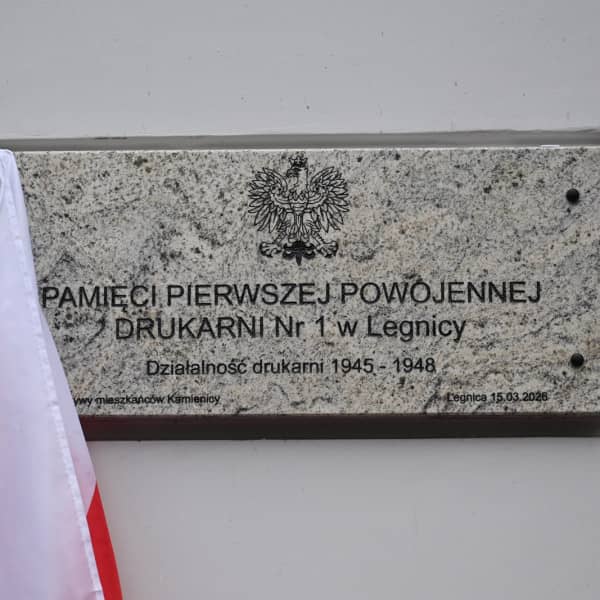 PAMIĘCI PIERWSZEJ POWOJENNEJ
DRUKARNI Nr 1 w Legnicy
Działalność drukarni 1945 - 1948
mieszkańców Kamienicy
Legnica 15.03.2026